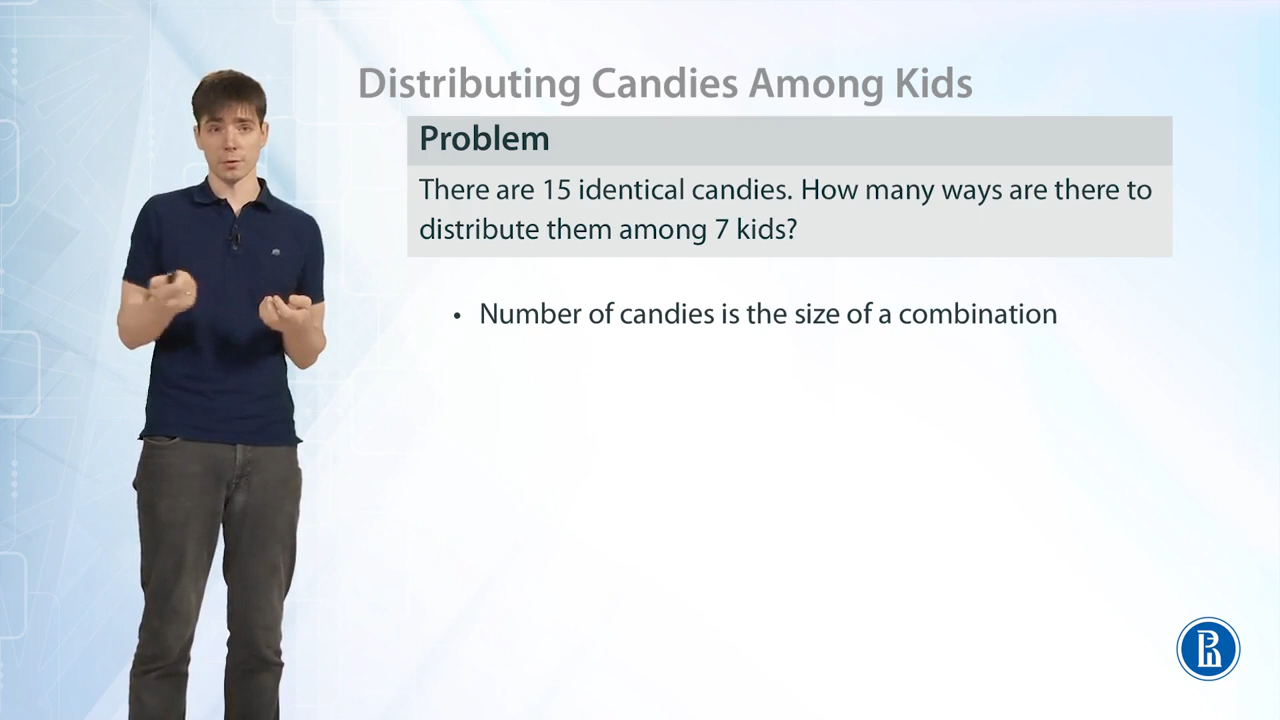 Distributing Candies Among Kids
Problem
There are 15 identical candies. How many ways are there to
distribute them among 7 kids?
• Number of candies is the size of a combination